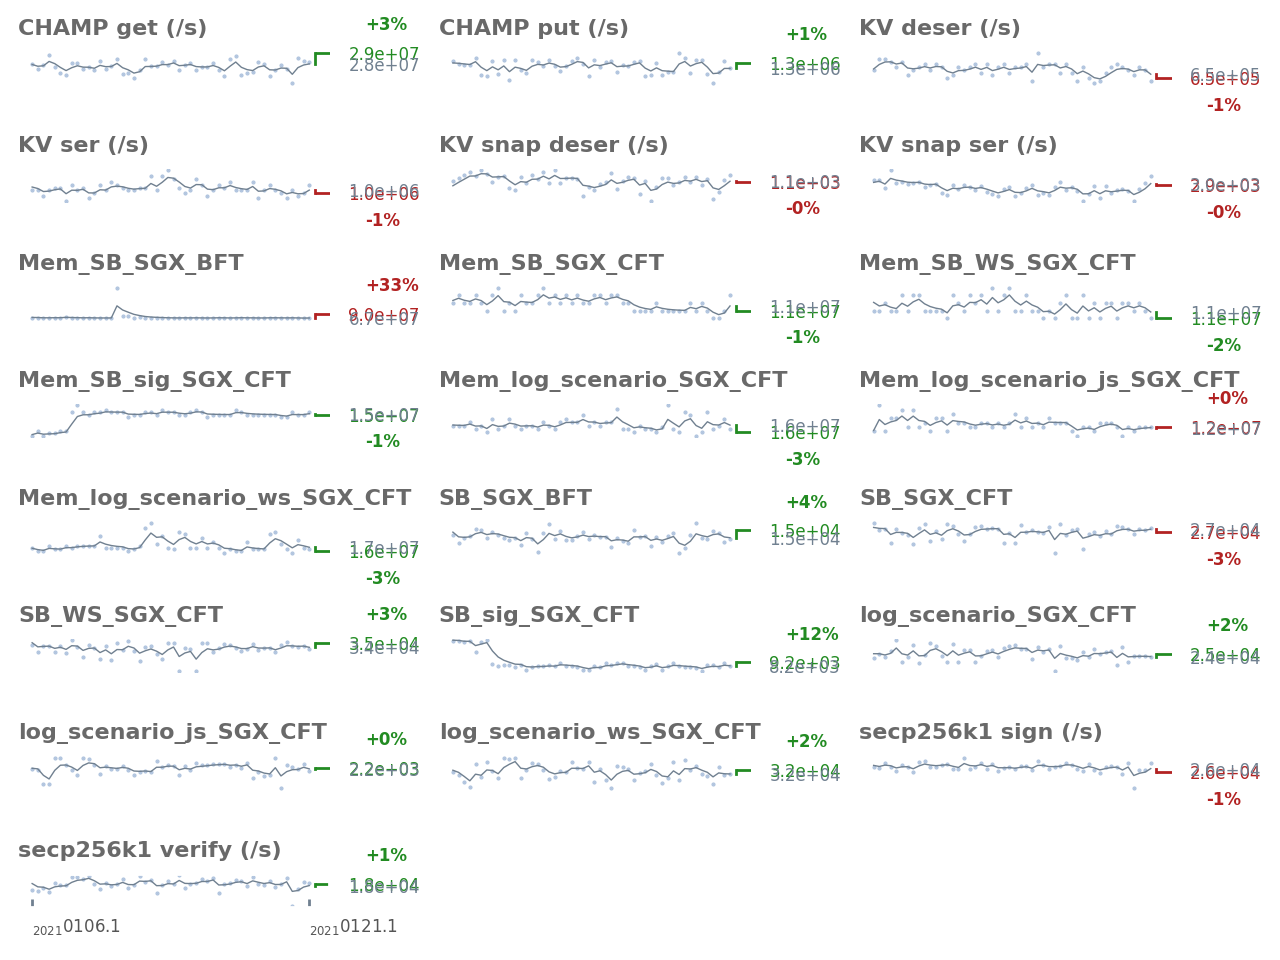 CHAMP get (/s)
+3%
2.9e+07
2.8e+07
CHAMP put (/s)
+1%
1.3e+06
1.3e+06
KV deser (/s)
6.5e+05
6.5e+05
-1%
KV ser (/s)
1.0e+06
1.0e+06
-1%
KV snap deser (/s)
1.1e+03
1.1e+03
-0%
KV snap ser (/s)
2.9e+03
-0%
Mem_SB_SGX_BFT
+33%
9.0e+07
6.7e+07
Mem_SB_SGX_CFT
1.1e+07
1.1e+07
-1%
Mem_SB_WS_SGX_CFT
1.1e+07
1.1e+07
-2%
Mem_SB_sig_SGX_CFT
1.5e+07
1.5e+07
-1%
Mem_log_scenario_SGX_CFT
1.6e+07
1.6e+07
-3%
Mem_log_scenario_js_SGX_CFT
+0%
1.2e+07
1.2e+07
Mem_log_scenario_ws_SGX_CFT
1.7e+07
1.6e+07
-3%
SB_SGX_BFT
+4%
1.5e+04
1.5e+04
SB_SGX_CFT
2.7e+04
2.7e+04
-3%
SB_WS_SGX_CFT
+3%
3.5e+04
3.4e+04
SB_sig_SGX_CFT
+12%
9.2e+03
8.2e+03
log_scenario_SGX_CFT
+2%
2.5e+04
2.4e+04
log_scenario_js_SGX_CFT
+0%
2.2e+03
2.2e+03
log_scenario_ws_SGX_CFT
+2%
3.2e+04
3.2e+04
secp256k1 sign (/s)
2.6e+04
2.6e+04
-1%
secp256k1 verify (/s)
+1%
1.8e+04
1.8e+04
20210106.1
20210121.1